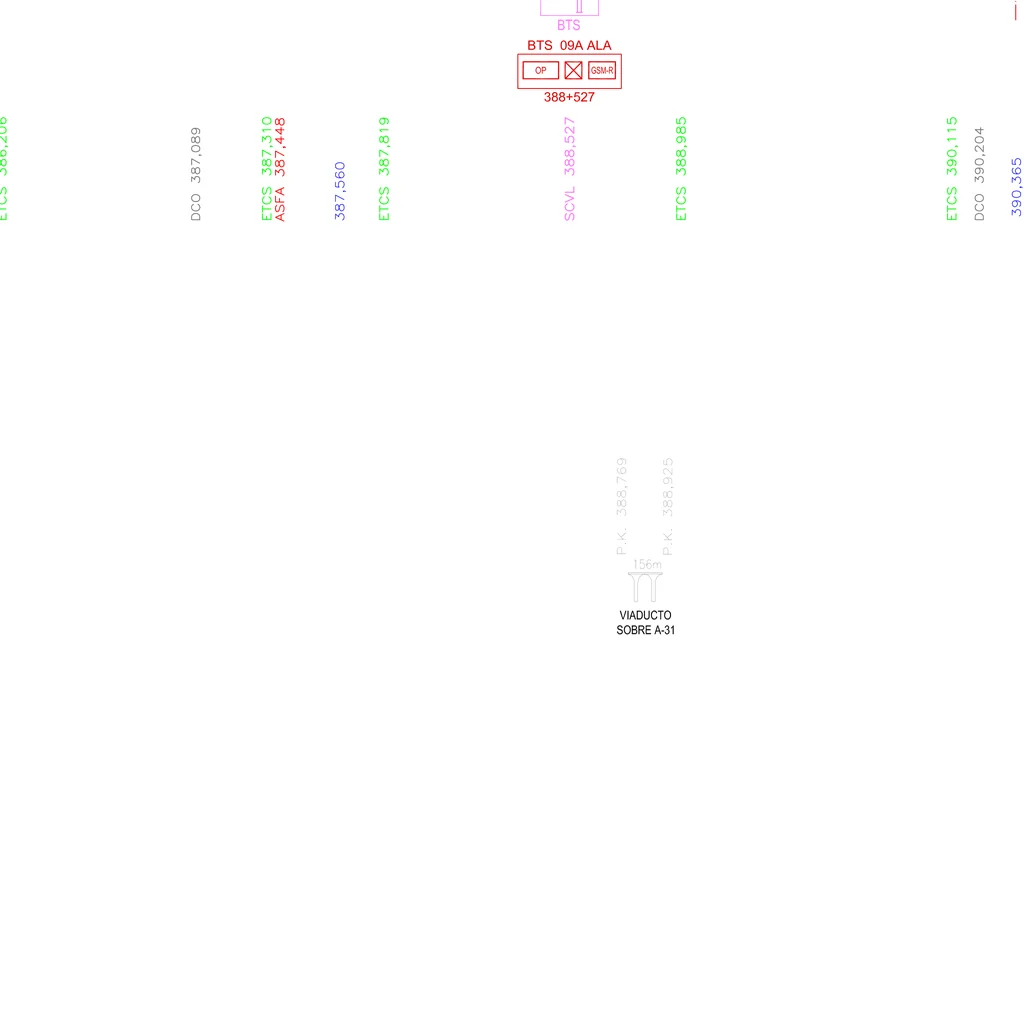 BTS
BTS 09A ALA
OP
GSM-R
388+527
ETCS 386,206
DCO 387,089
ETCS 387,310
ASFA 387,448
387,560
ETCS 387,819
SCVL 388,527
ETCS 388,985
ETCS 390,115
DCO 390,204
390,365
P.K. 388,769
P.K. 388,925
156m
VIADUCTO
SOBRE A-31